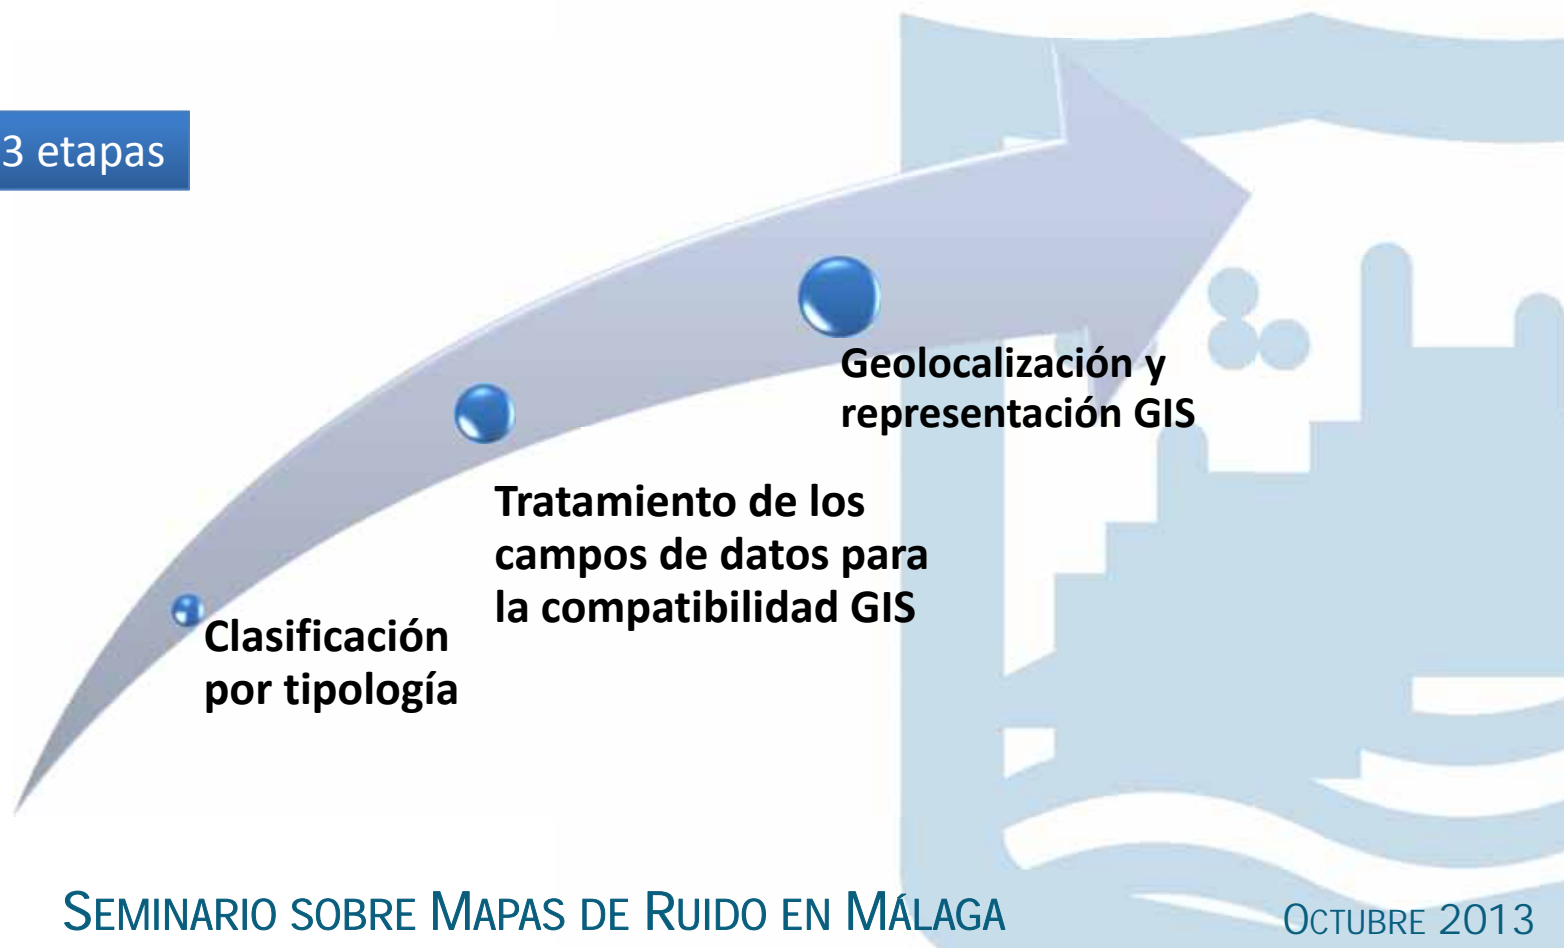 3 etapas
Geolocalización y
representación GIS
Tratamiento de los
campos de datos para
la compatibilidad GIS
Clasificación
por tipología
SEMINARIO SOBRE MAPAS DE RUIDO EN MÁLAGA
OCTUBRE 2013